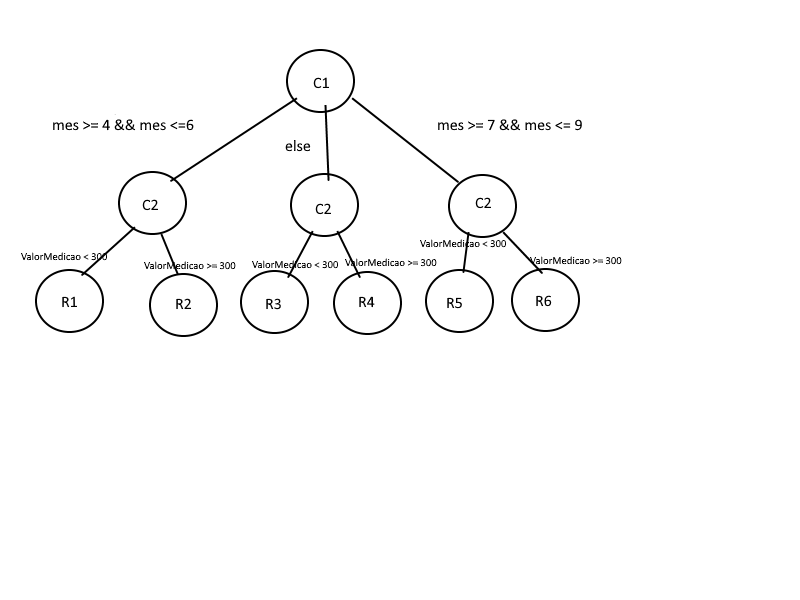 C1
mes >= 4 && mes <=6
mes >= 7 && mes <= 9
else
C2
C2
C2
ValorMedicao < 300
ValorMedicao >= 300
ValorMedicao < 300
ValorMedicao >= 300
ValorMedicao < 300
ValorMedicao >= 300
R1
R2
R3
R4
R5
R6